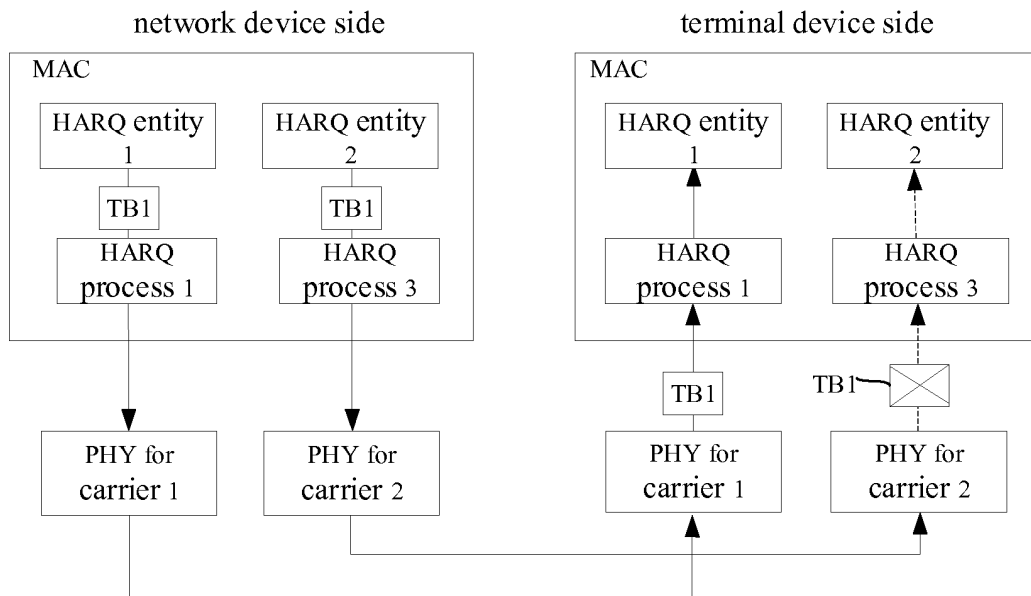 network device side
MAC
HARQ entity
1
HARQ entity
2
TB1
TB1
HARQ
process 1
HARQ
process 3
PHY for
carrier 1
PHY for
carrier 2
terminal device side
MAC
HARQ entity
1
HARQ entity
2
HARQ
process 1
HARQ
process 3
TB1
TB1
PHY for
carrier 1
PHY for
carrier 2